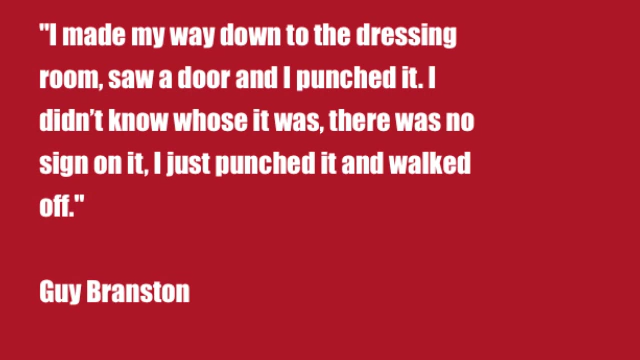 "I made my way down to the dressing
room, saw a door and I punched it. I
didn’t know whose it was, there was no
sign on it, I just punched it and walked
off."
Guy Branston